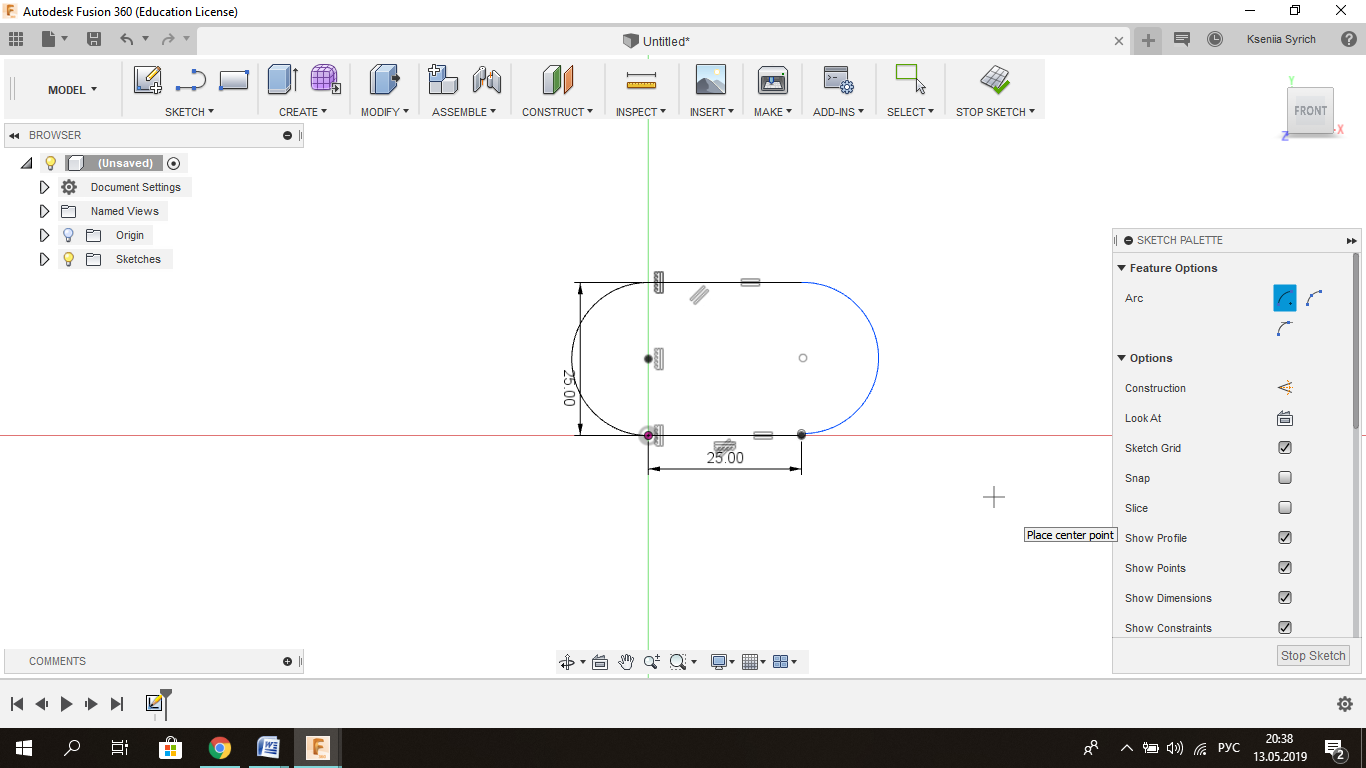 Autodesk Fusion 360 (Education License)
Untitled*
Kseniia Syrich
MODEL
SKETCH
CREATE
MODIFY
ASSEMBLE
CONSTRUCT
INSPECT
INSERT
MAKE
ADD-INS
SELECT
STOP SKETCH
Y
FRONT
X
Z
BROWSER
(Unsaved)
Document Settings
Named Views
Origin
Sketches
25.00
25.00
Place center point
SKETCH PALETTE
Feature Options
Arc
Options
Construction
Look At
Sketch Grid
Snap
Slice
Show Profile
Show Points
Show Dimensions
Show Constraints
Stop Sketch
COMMENTS
РУС
20:38
13.05.2019
2